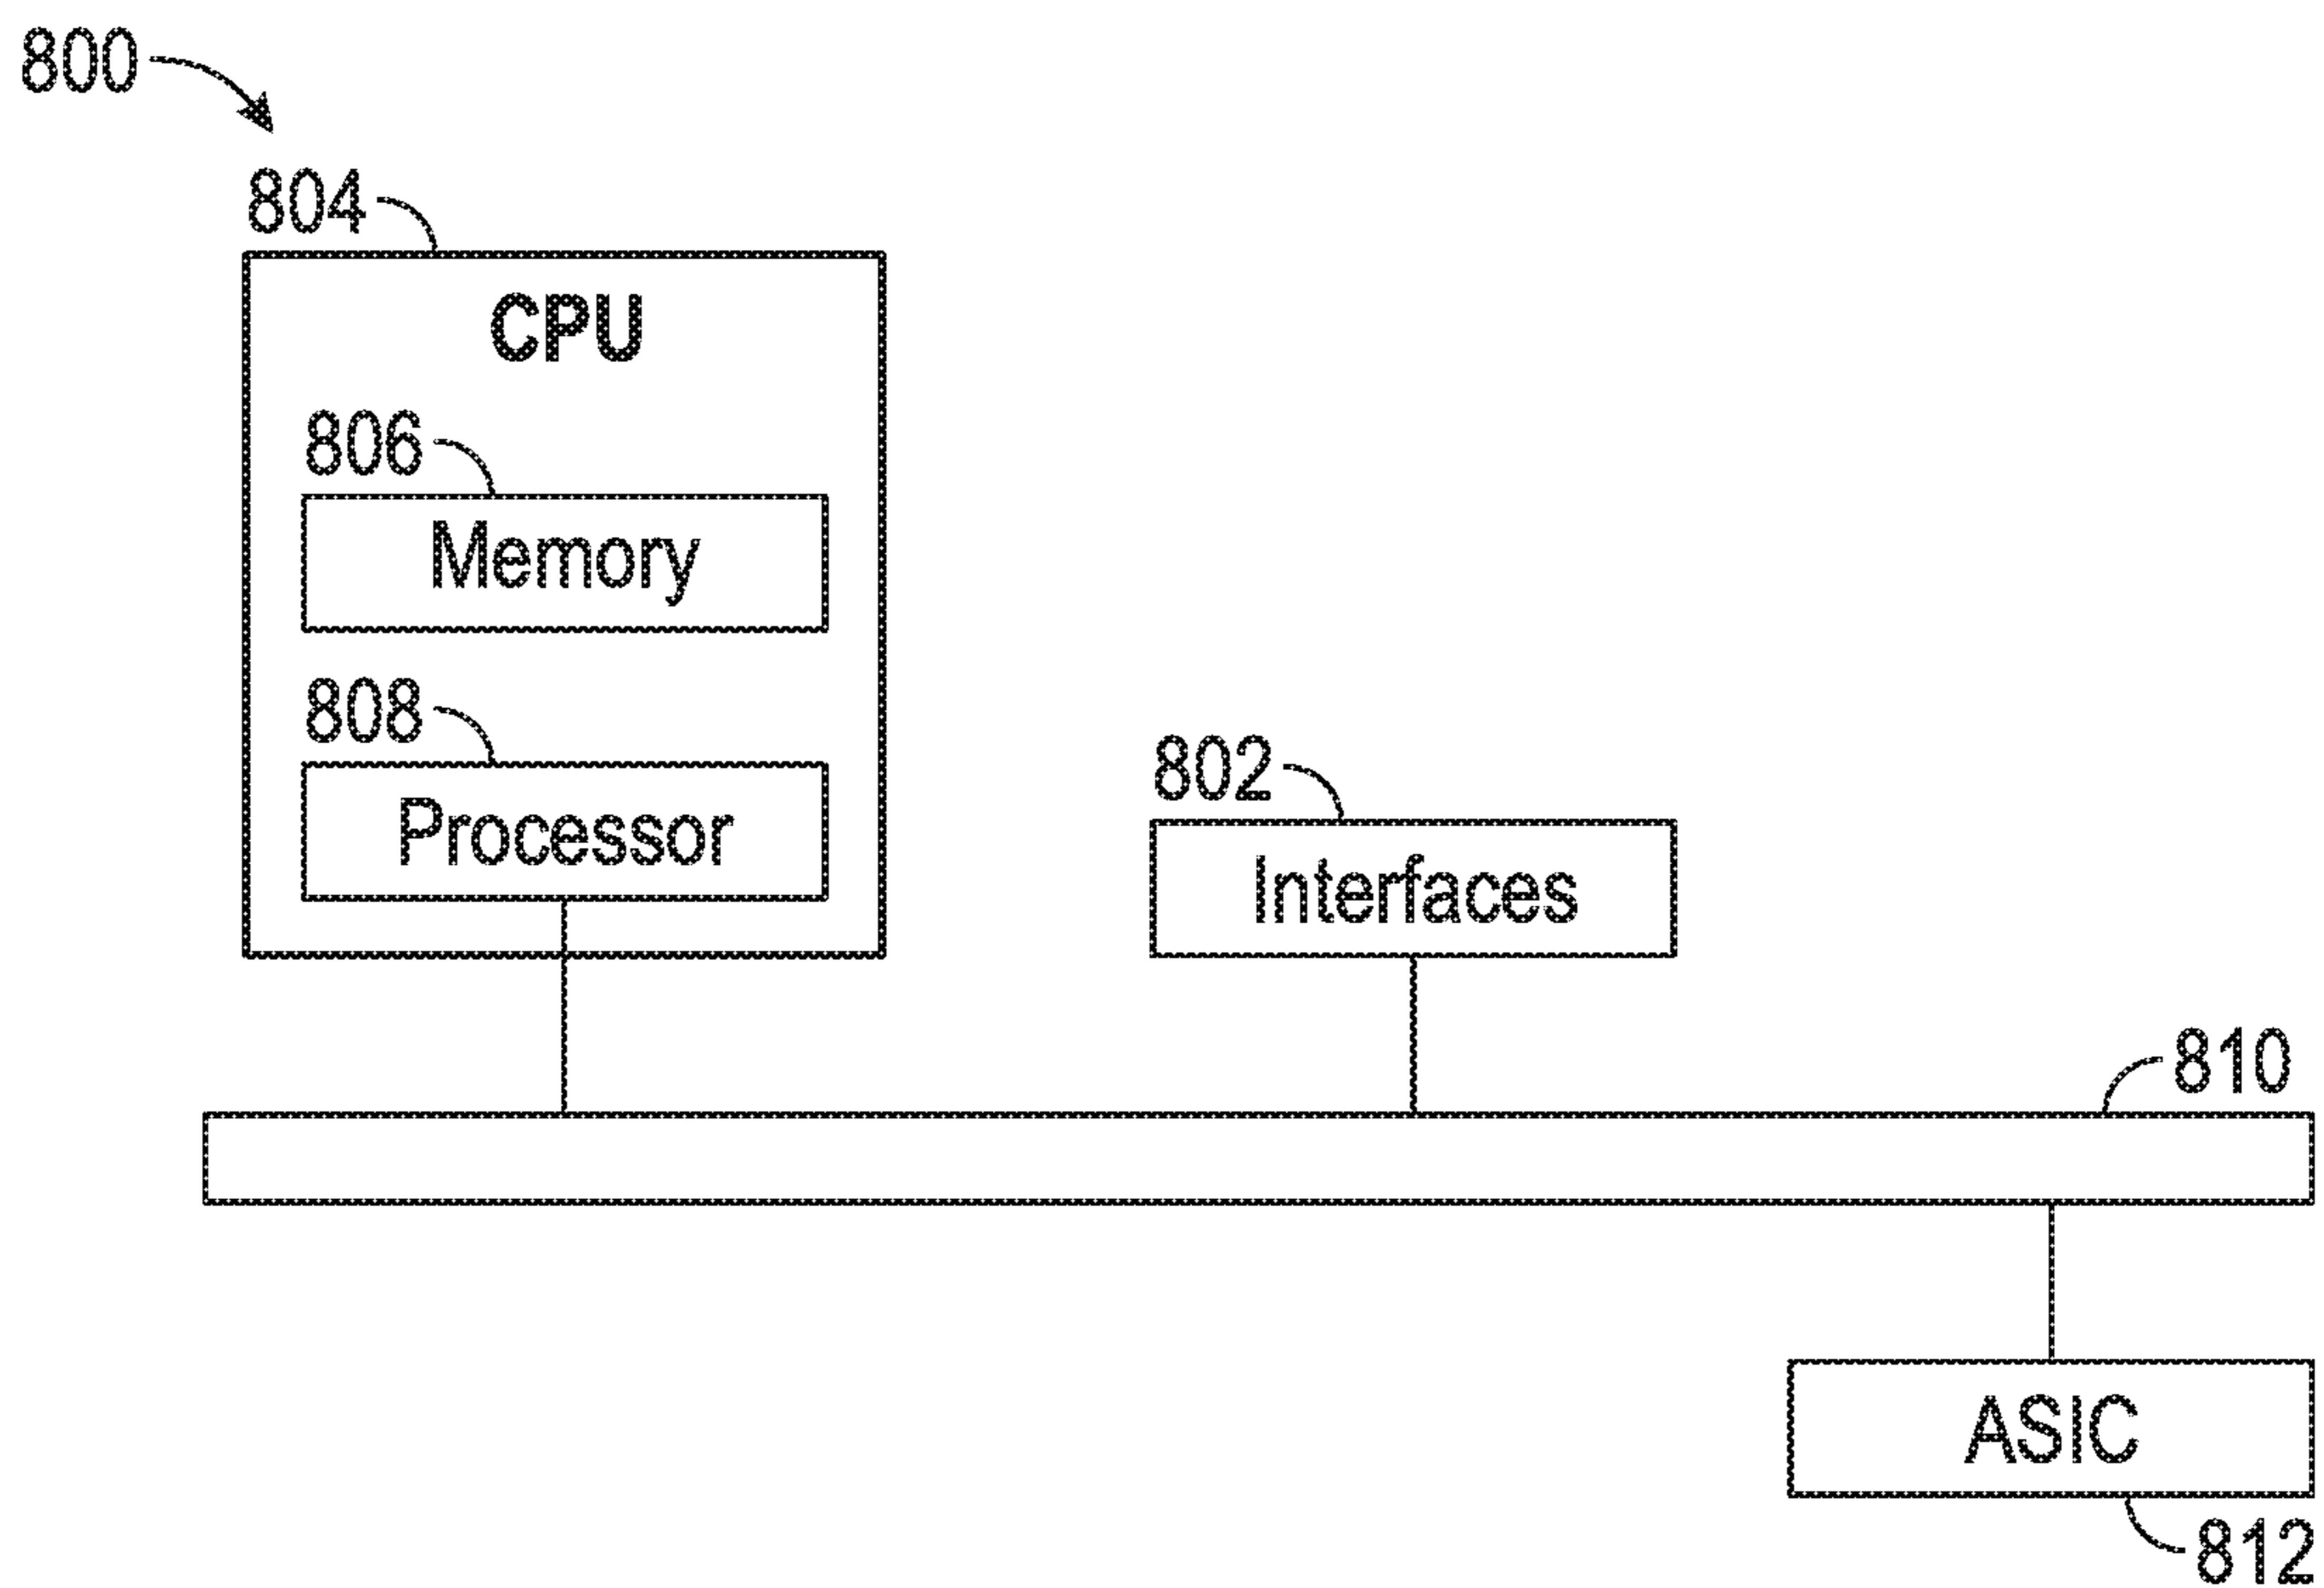 800
804
CPU
806
Memory
808
Processor
802
Interfaces
810
ASIC
812